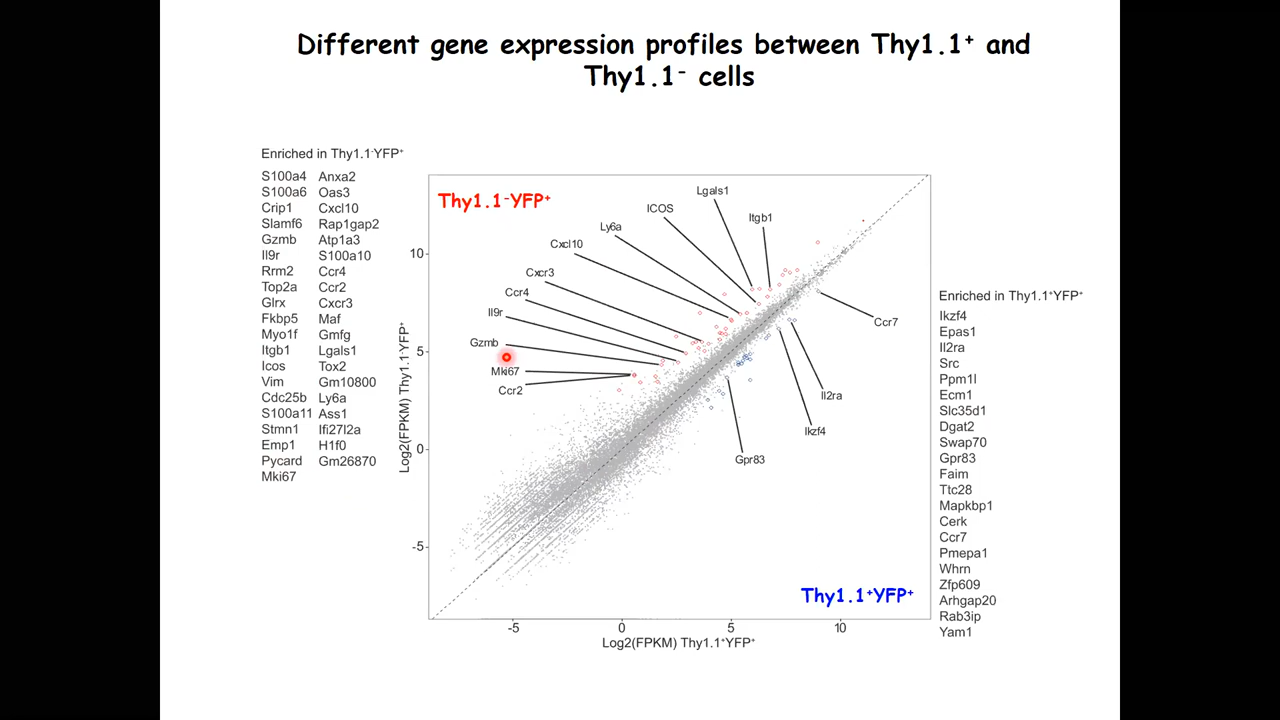 Different gene expression profiles between Thy1.1⁺ and
Thy1.1⁻ cells
Enriched in Thy1.1⁻YFP⁺
S100a4 Anxa2
S100a6 Oas3
Crip1 Cxcl10
Slamf6 Rap1gap2
Gzmb Atp1a3
Il9r S100a10
Rrm2 Ccr4
Top2a Ccr2
Glrx Cxcr3
Fkbp5 Maf
Myo1f Gmfg
Itgb1 Lgals1
Icos Tox2
Vim Gm10800
Cdc25b Ly6a
S100a11 Ass1
Stmn1 Ifi27l2a
Emp1 H1f0
Pycard Gm26870
Mki67
Thy1.1⁻YFP⁺
Lgals1
ICOS
Itgb1
Ly6a
Cxcl10
Cxcr3
Ccr4
Il9r
Gzmb
Mki67
Ccr2
Ccr7
Il2ra
Ikzf4
Gpr83
Thy1.1⁺YFP⁺
10
5
0
-5
Log2(FPKM) Thy1.1⁻YFP⁺
-5 0 5 10
Log2(FPKM) Thy1.1⁺YFP⁺
Enriched in Thy1.1⁺YFP⁺
Ikzf4
Epas1
Il2ra
Src
Ppm1l
Ecm1
Slc35d1
Dgat2
Swap70
Gpr83
Faim
Ttc28
Mapkbp1
Cerk
Ccr7
Pmepa1
Whrn
Zfp609
Arhgap20
Rab3ip
Yam1